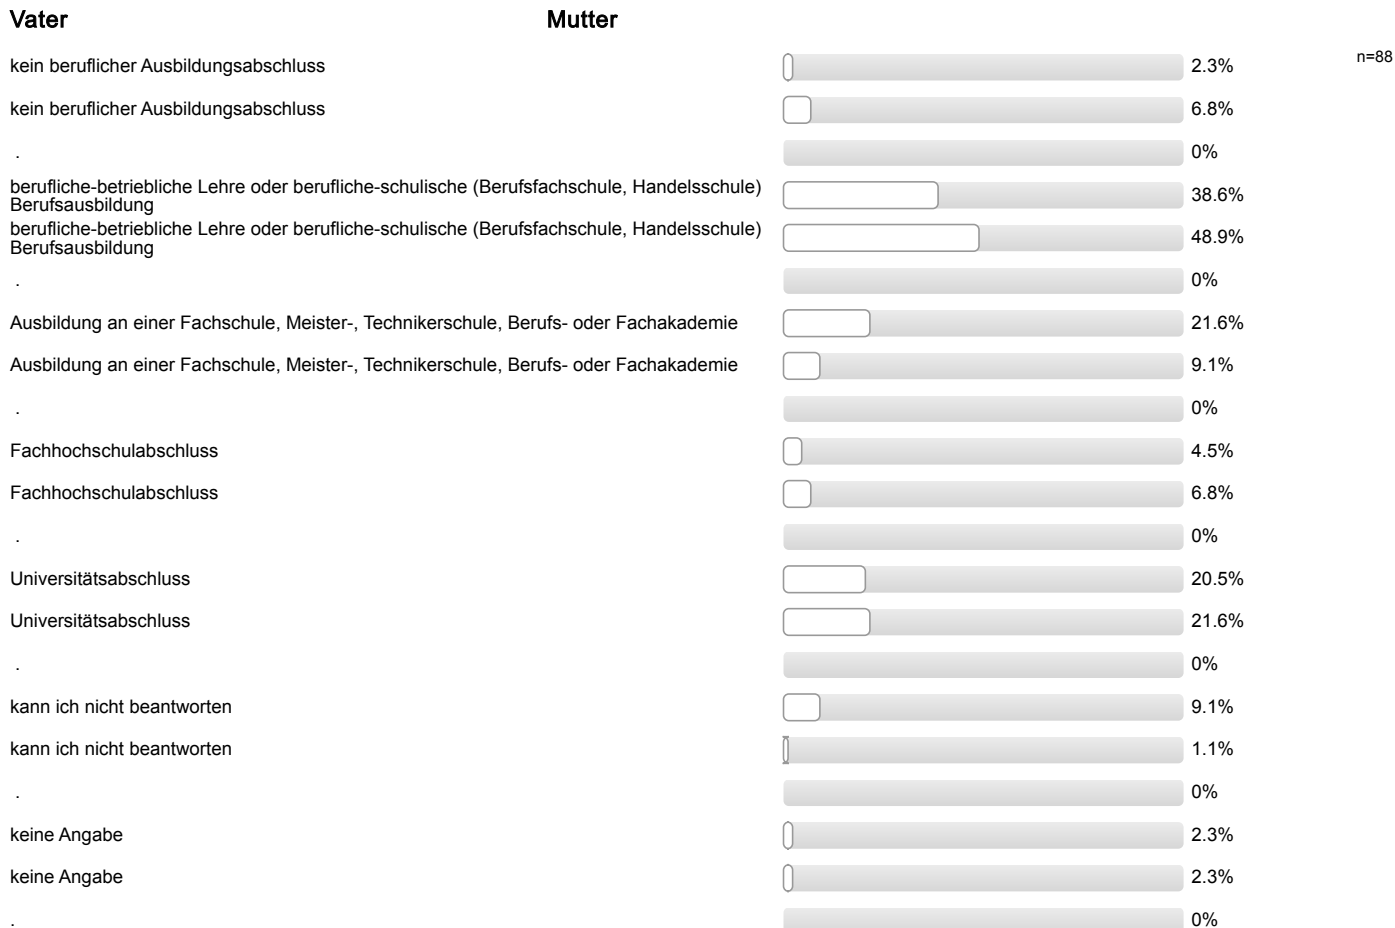 Vater Mutter
n=88
kein beruflicher Ausbildungsabschluss 2.3%
kein beruflicher Ausbildungsabschluss 6.8%
. 0%
berufliche-betriebliche Lehre oder berufliche-schulische (Berufsfachschule, Handelsschule)
Berufsausbildung 38.6%
berufliche-betriebliche Lehre oder berufliche-schulische (Berufsfachschule, Handelsschule)
Berufsausbildung 48.9%
. 0%
Ausbildung an einer Fachschule, Meister-, Technikerschule, Berufs- oder Fachakademie 21.6%
Ausbildung an einer Fachschule, Meister-, Technikerschule, Berufs- oder Fachakademie 9.1%
. 0%
Fachhochschulabschluss 4.5%
Fachhochschulabschluss 6.8%
. 0%
Universitätsabschluss 20.5%
Universitätsabschluss 21.6%
. 0%
kann ich nicht beantworten 9.1%
kann ich nicht beantworten 1.1%
. 0%
keine Angabe 2.3%
keine Angabe 2.3%
. 0%